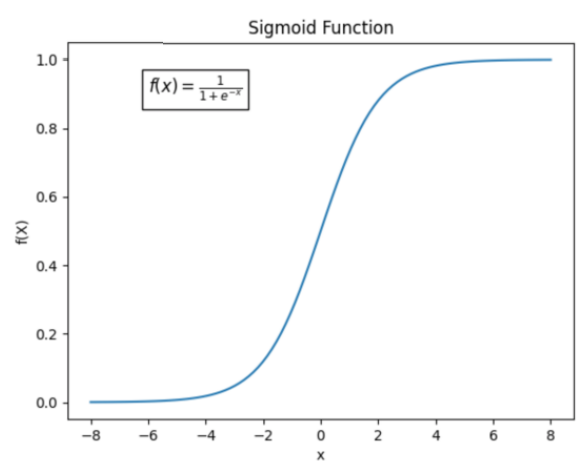 Sigmoid Function
f(x) = \frac{1}{1+e^{-x}}
f(X)
1.0
0.8
0.6
0.4
0.2
0.0
−8 −6 −4 −2 0 2 4 6 8
x